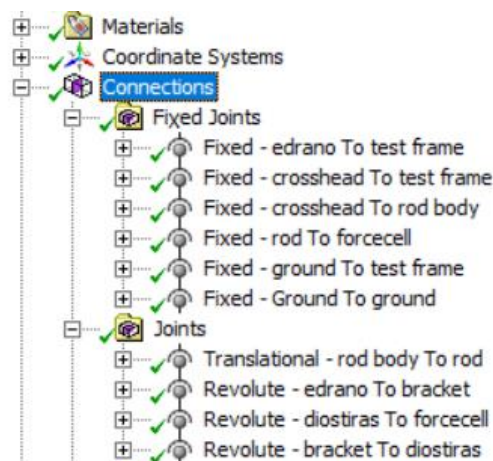 Materials
Coordinate Systems
Connections
Fixed Joints
Fixed - edrano To test frame
Fixed - crosshead To test frame
Fixed - crosshead To rod body
Fixed - rod To forcecell
Fixed - ground To test frame
Fixed - Ground To ground
Joints
Translational - rod body To rod
Revolute - edrano To bracket
Revolute - diostiras To forcecell
Revolute - bracket To diostiras